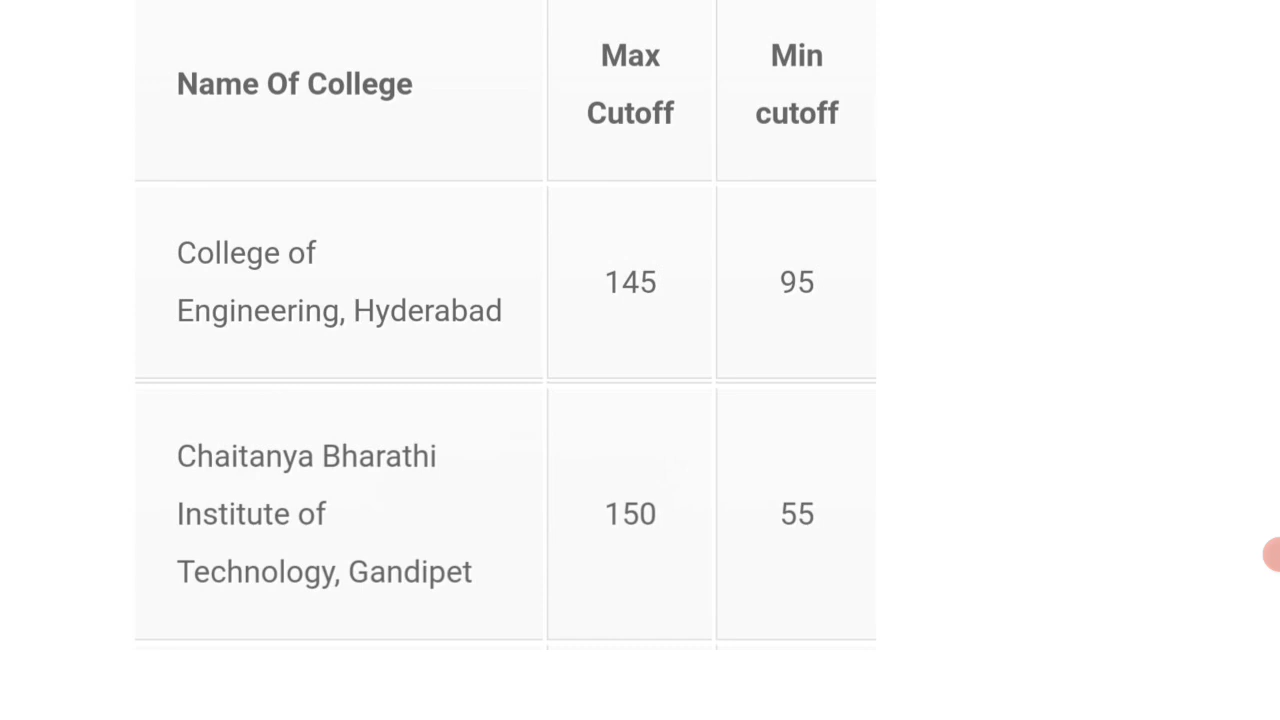 Name Of College
Max
Cutoff
Min
cutoff
College of
Engineering, Hyderabad
145
95
Chaitanya Bharathi
Institute of
Technology, Gandipet
150
55